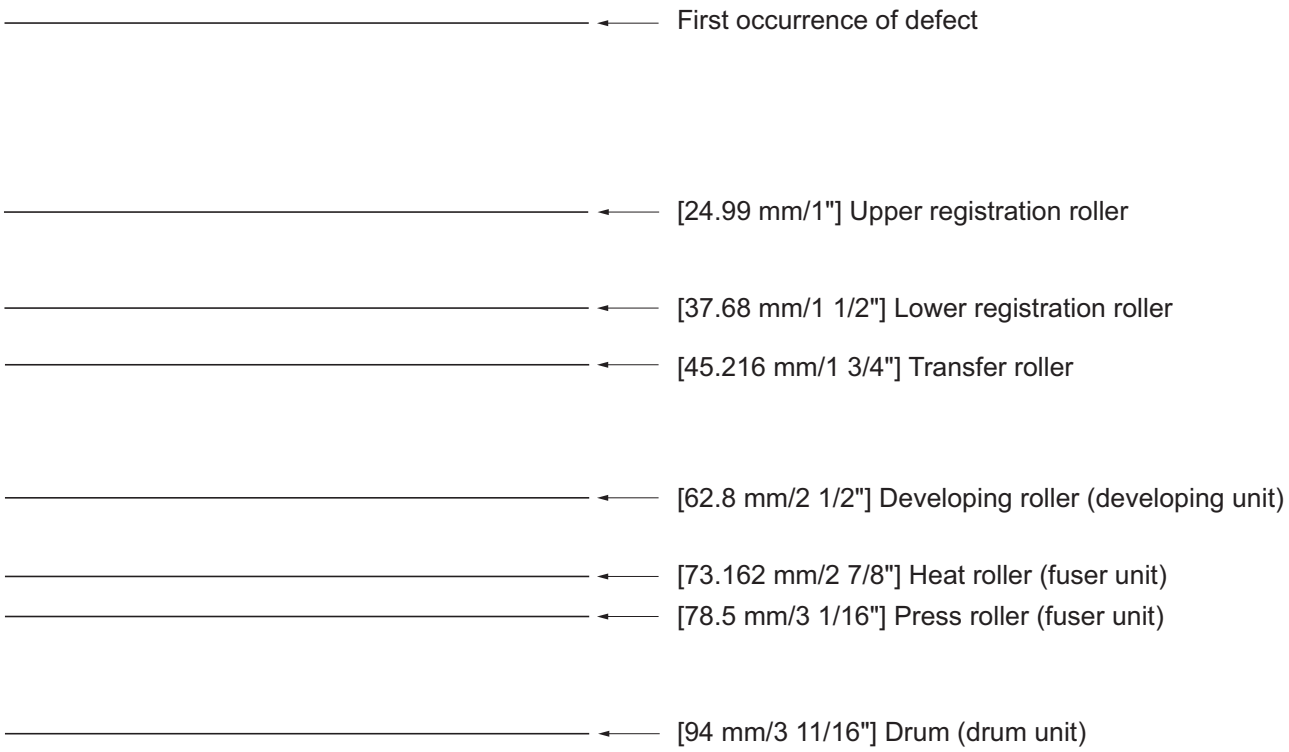 First occurrence of defect
[24.99 mm/1"] Upper registration roller
[37.68 mm/1 1/2"] Lower registration roller
[45.216 mm/1 3/4"] Transfer roller
[62.8 mm/2 1/2"] Developing roller (developing unit)
[73.162 mm/2 7/8"] Heat roller (fuser unit)
[78.5 mm/3 1/16"] Press roller (fuser unit)
[94 mm/3 11/16"] Drum (drum unit)